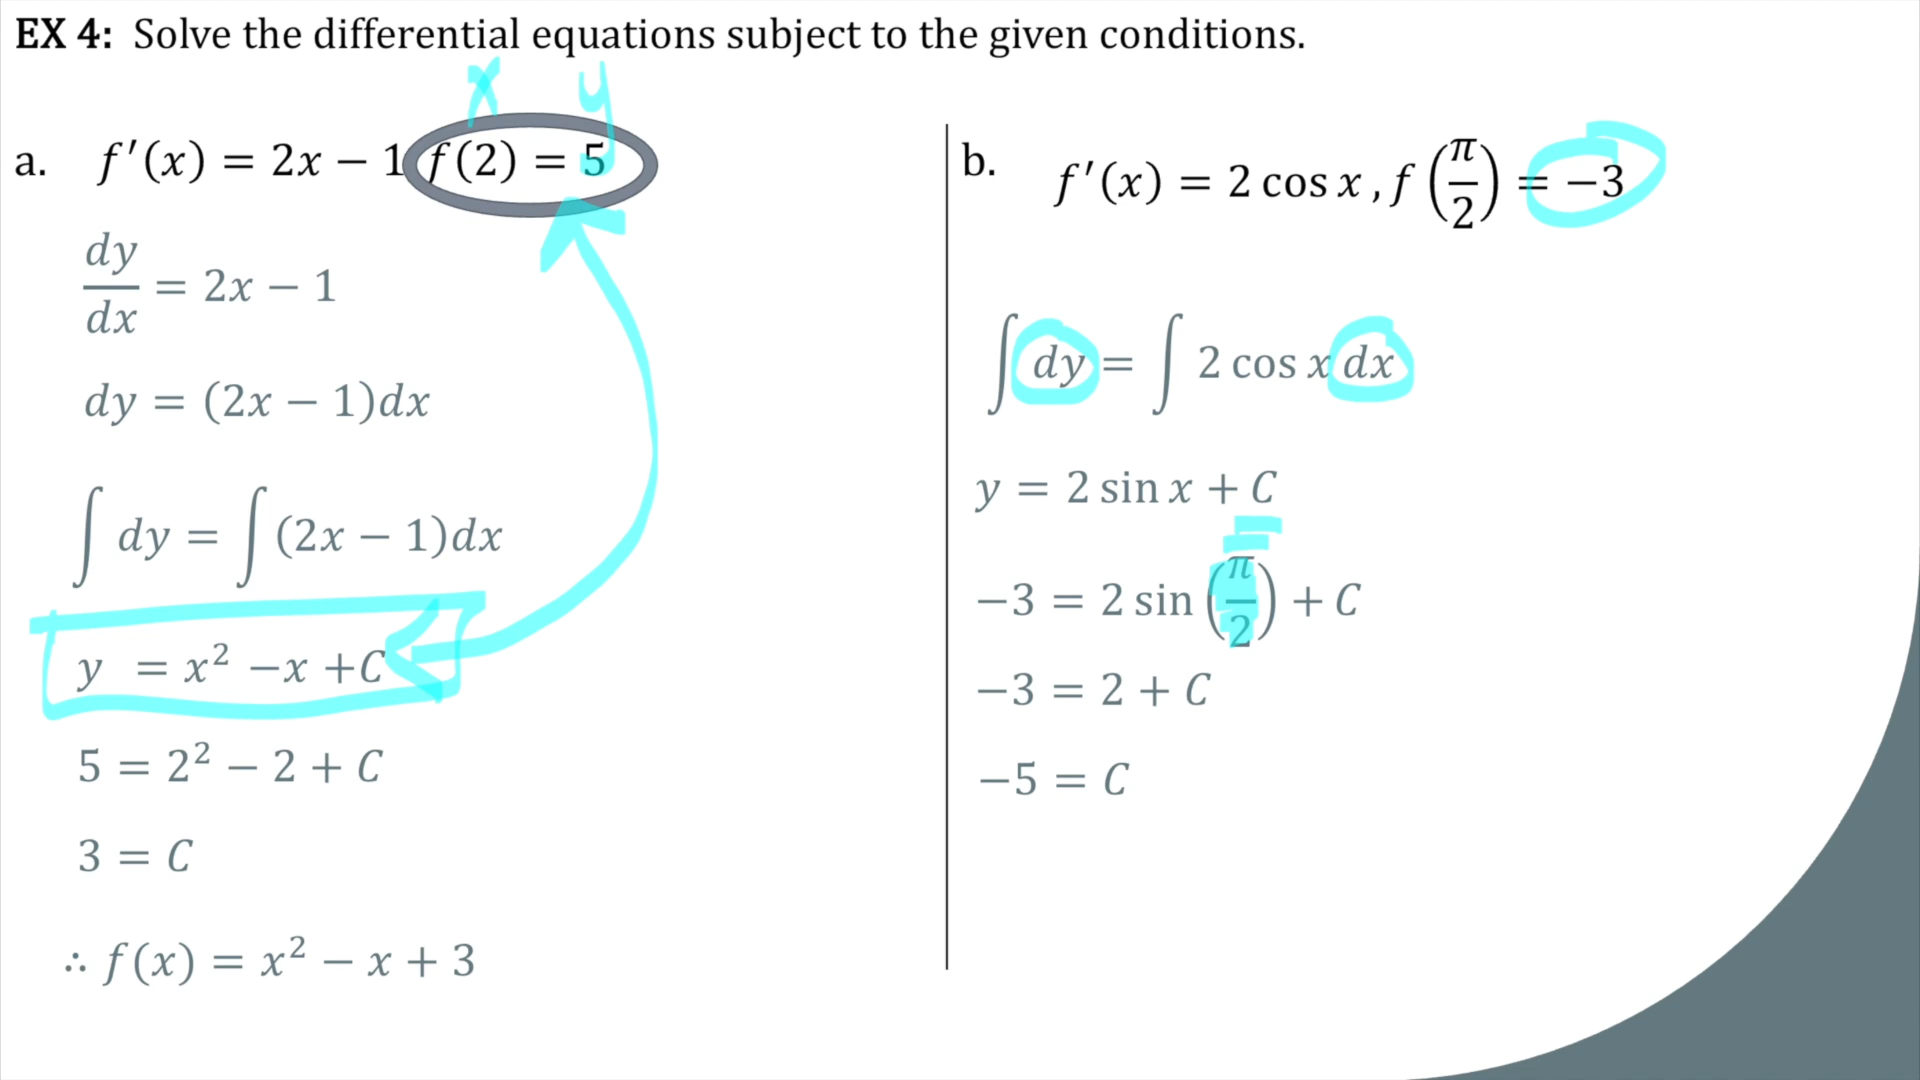 EX 4: Solve the differential equations subject to the given conditions.
x y
a. f′(x) = 2x − 1 f(2) = 5
dy/dx = 2x − 1
dy = (2x − 1)dx
∫ dy = ∫ (2x − 1)dx
y = x² −x +C
5 = 2² − 2 + C
3 = C
∴ f(x) = x² − x + 3
b. f′(x) = 2 cos x , f(π/2) = −3
∫ dy = ∫ 2 cos x dx
y = 2 sin x + C
−3 = 2 sin (π/2) + C
−3 = 2 + C
−5 = C